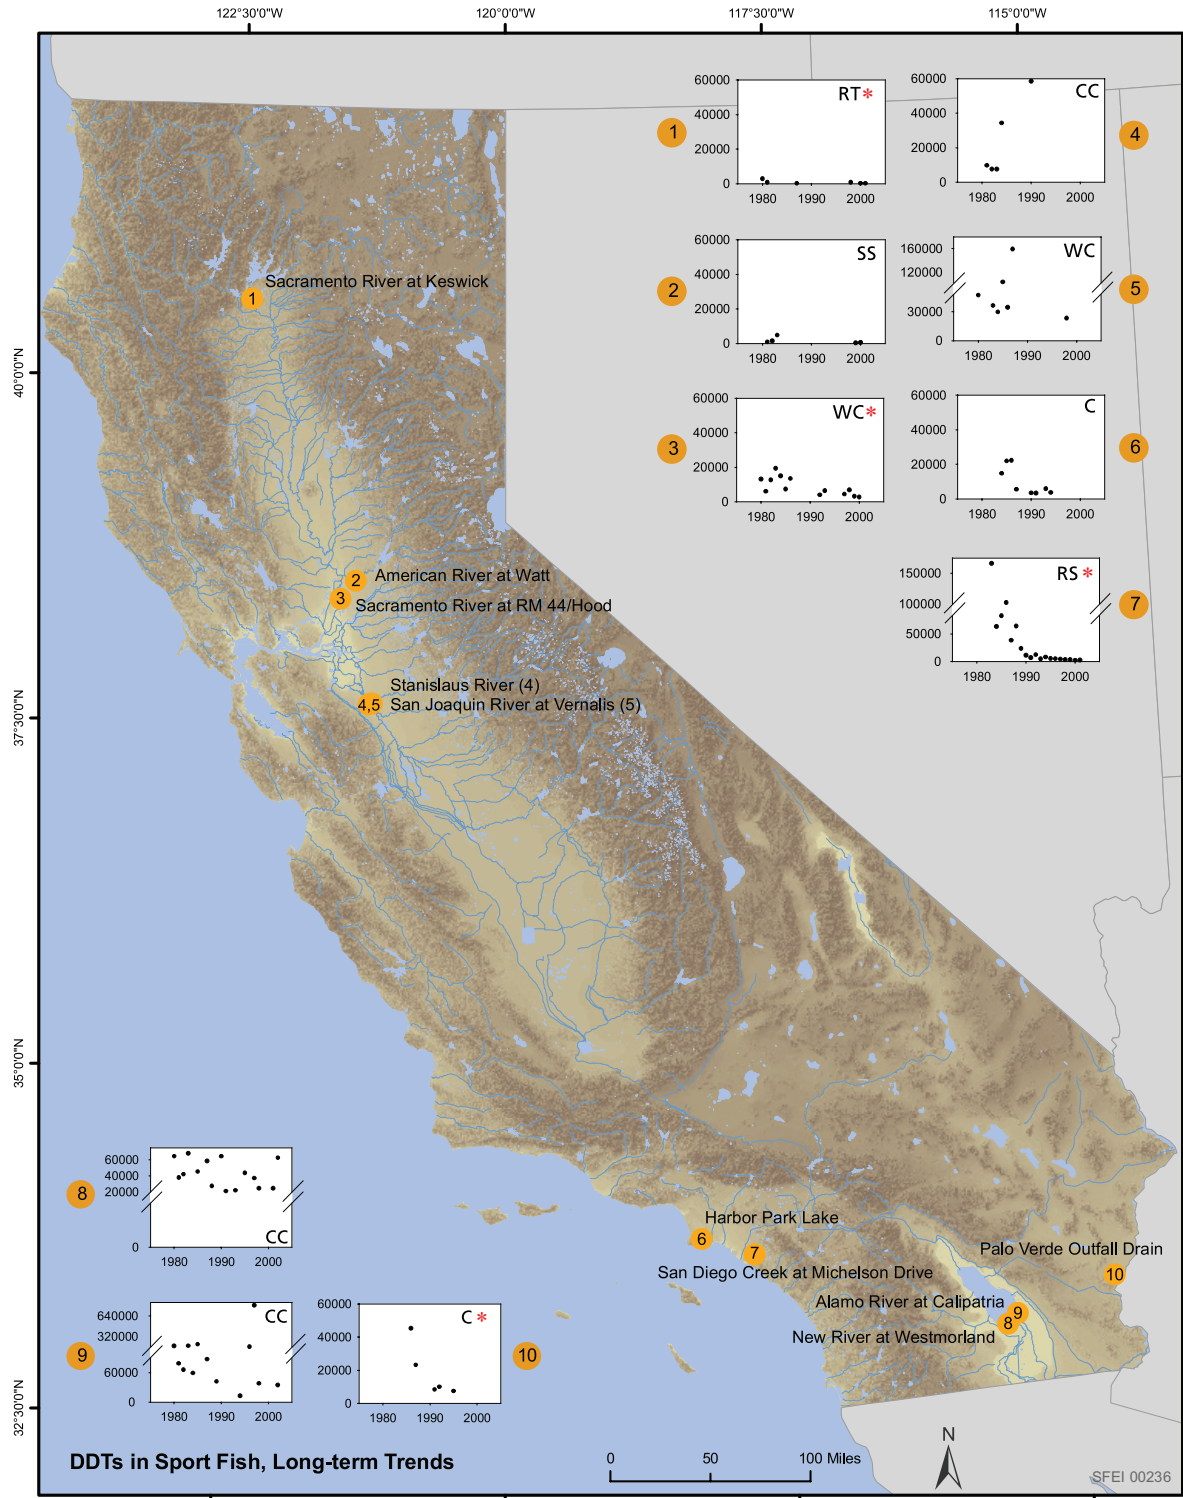 122°30'0"W 120°0'0"W 117°30'0"W 115°0'0"W
40°0'0"N
37°30'0"N
35°0'0"N
32°30'0"N
1
RT *
60000
40000
20000
0
1980 1990 2000
CC
60000
40000
20000
0
1980 1990 2000
4
2
SS
60000
40000
20000
0
1980 1990 2000
WC
160000
120000
30000
0
1980 1990 2000
5
3
WC *
60000
40000
20000
0
1980 1990 2000
C
60000
40000
20000
0
1980 1990 2000
6
RS *
150000
100000
50000
0
1980 1990 2000
7
Sacramento River at Keswick
1
2
American River at Watt
3
Sacramento River at RM 44/Hood
Stanislaus River (4)
4,5
San Joaquin River at Vernalis (5)
Harbor Park Lake
6
7
San Diego Creek at Michelson Drive
Palo Verde Outfall Drain
10
Alamo River at Calipatria
9
8
New River at Westmorland
8
60000
40000
20000
0
CC
1980 1990 2000
9
CC
640000
320000
60000
0
1980 1990 2000
C *
60000
40000
20000
0
1980 1990 2000
10
DDTs in Sport Fish, Long-term Trends
0 50 100 Miles
N
SFEI 00236